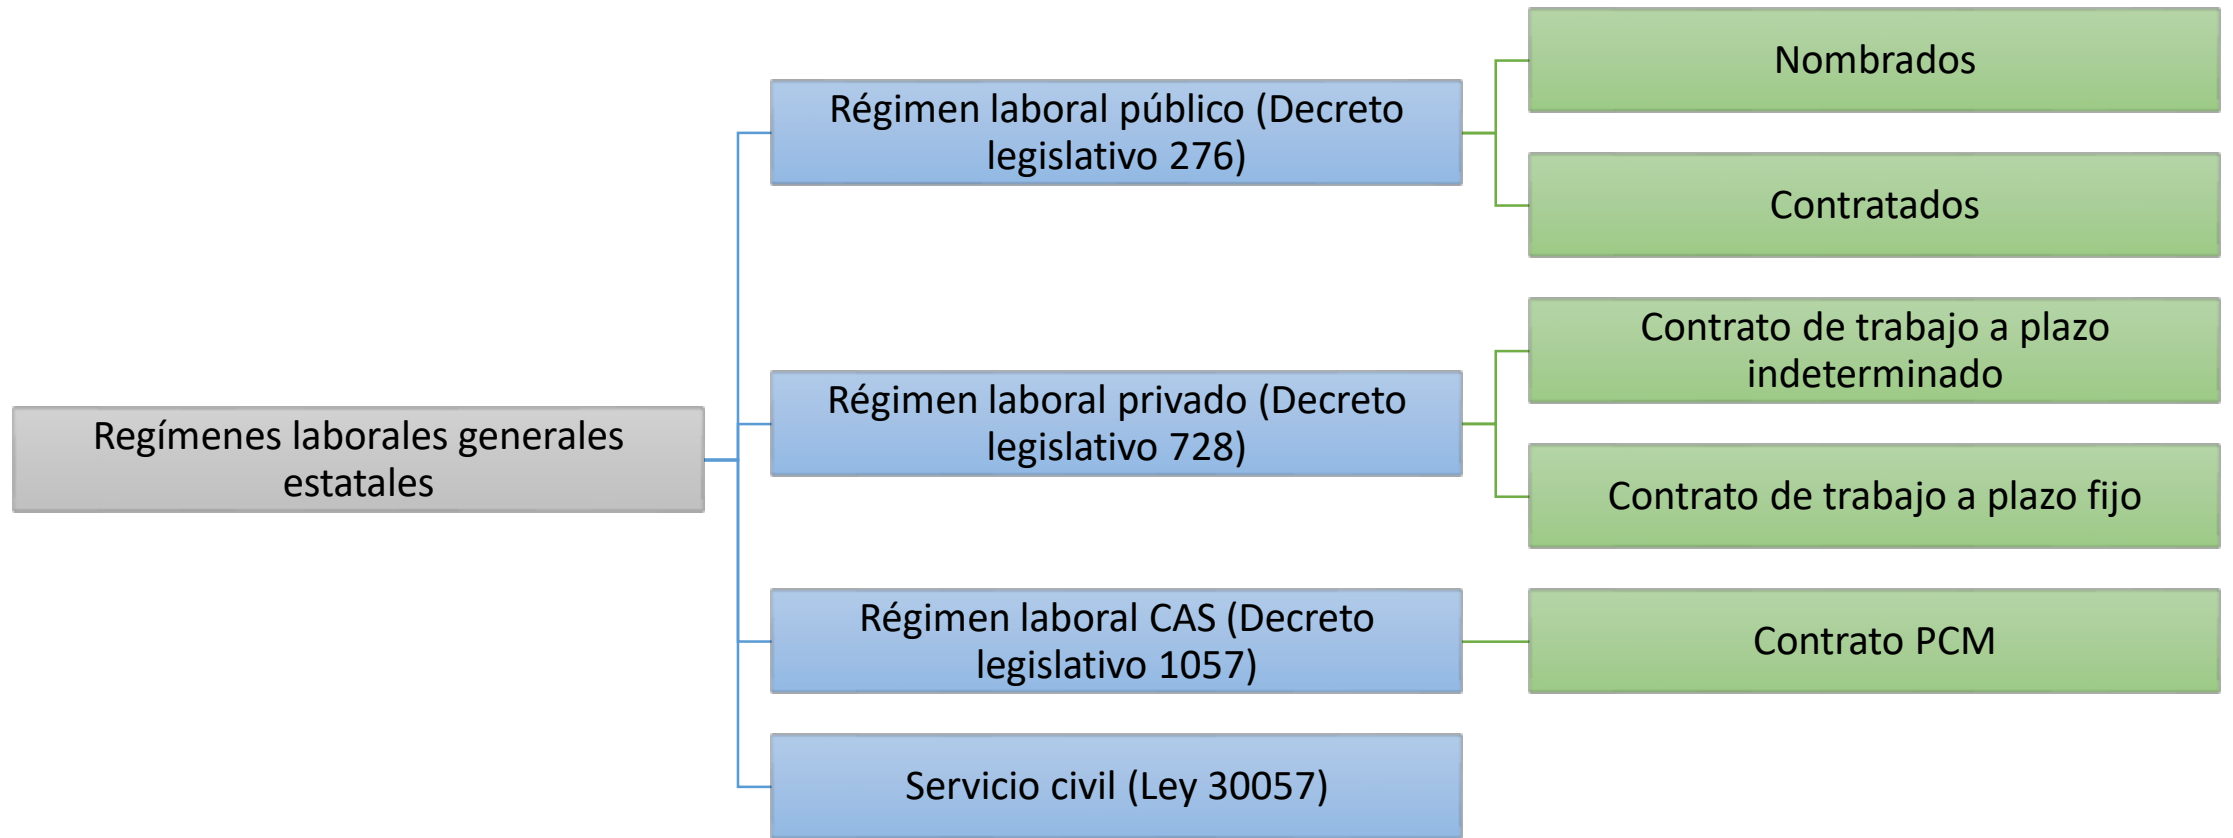 Regímenes laborales generales
estatales
Régimen laboral público (Decreto
legislativo 276)
Nombrados
Contratados
Régimen laboral privado (Decreto
legislativo 728)
Contrato de trabajo a plazo
indeterminado
Contrato de trabajo a plazo fijo
Régimen laboral CAS (Decreto
legislativo 1057)
Contrato PCM
Servicio civil (Ley 30057)